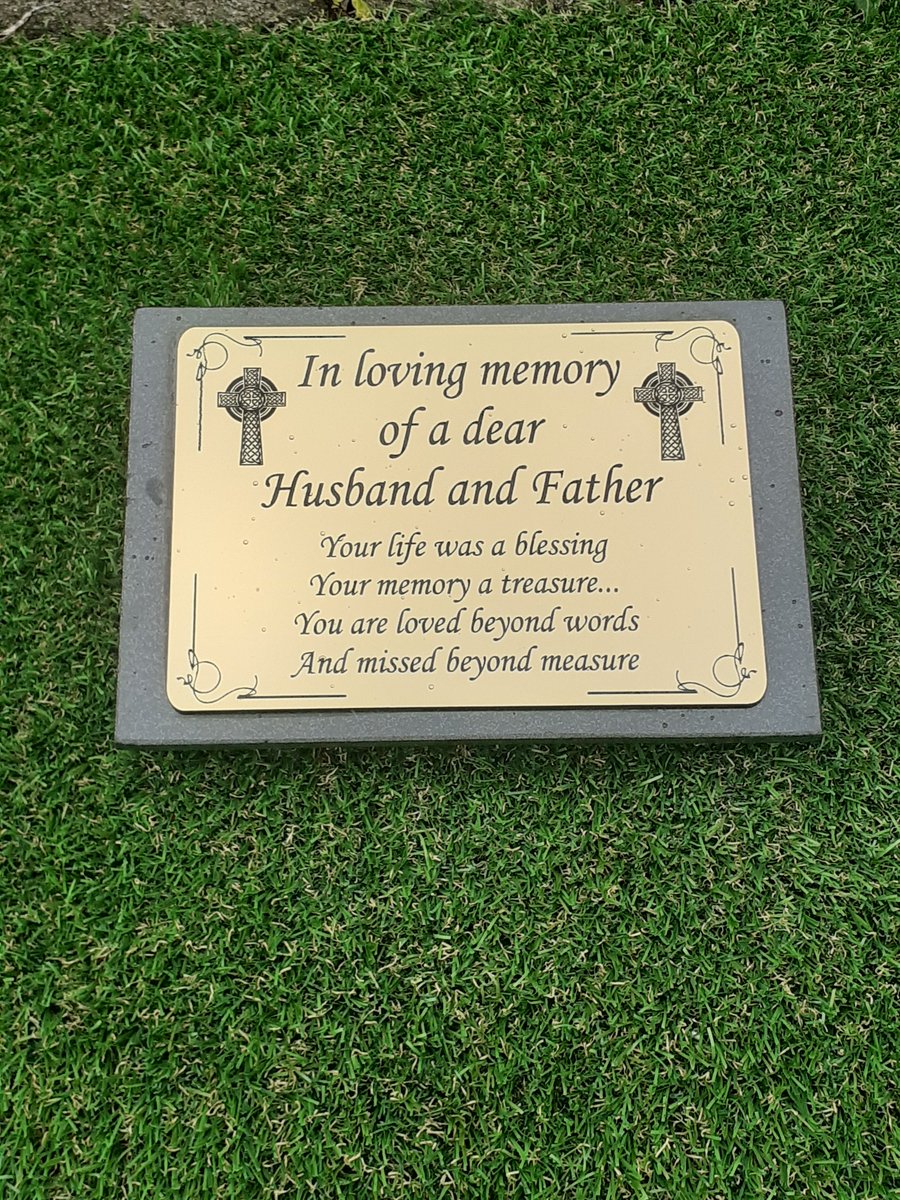 In loving memory
of a dear
Husband and Father
Your life was a blessing
Your memory a treasure...
You are loved beyond words
And missed beyond measure